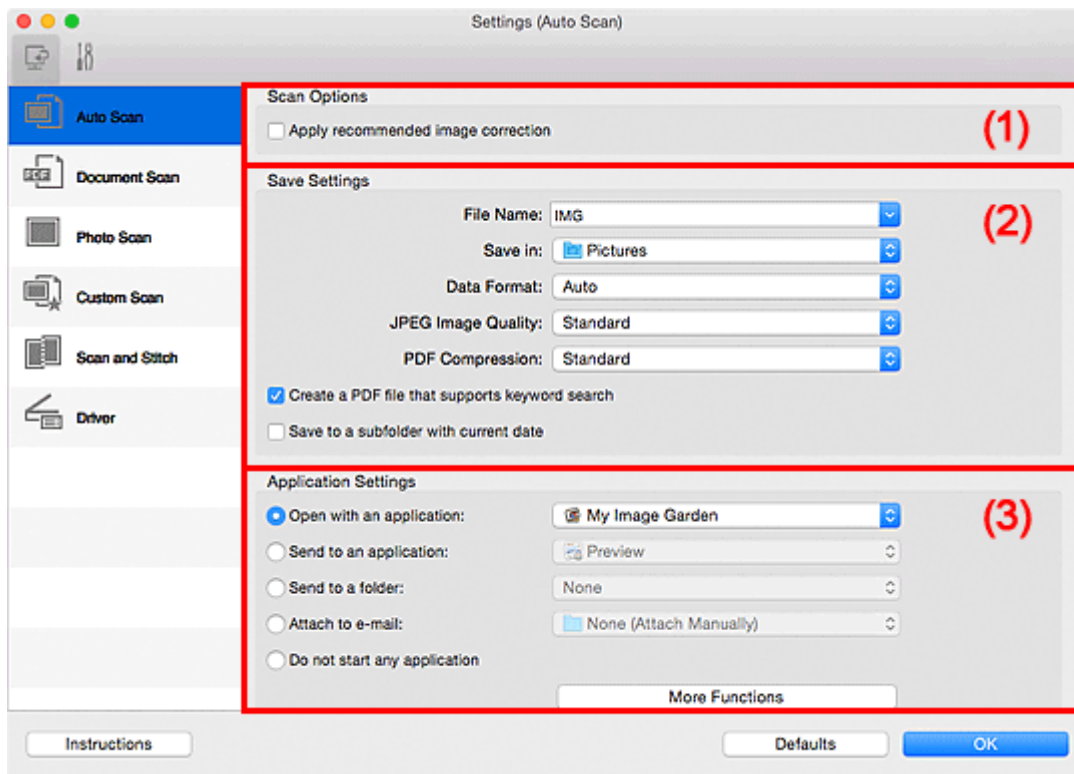 Settings (Auto Scan)
Auto Scan
Document Scan
Photo Scan
Custom Scan
Scan and Stitch
Driver
Scan Options
Apply recommended image correction
(1)
Save Settings
(2)
File Name: IMG
Save in: Pictures
Data Format: Auto
JPEG Image Quality: Standard
PDF Compression: Standard
Create a PDF file that supports keyword search
Save to a subfolder with current date
Application Settings
(3)
Open with an application: My Image Garden
Send to an application: Preview
Send to a folder: None
Attach to e-mail: None (Attach Manually)
Do not start any application
More Functions
Instructions
Defaults
OK